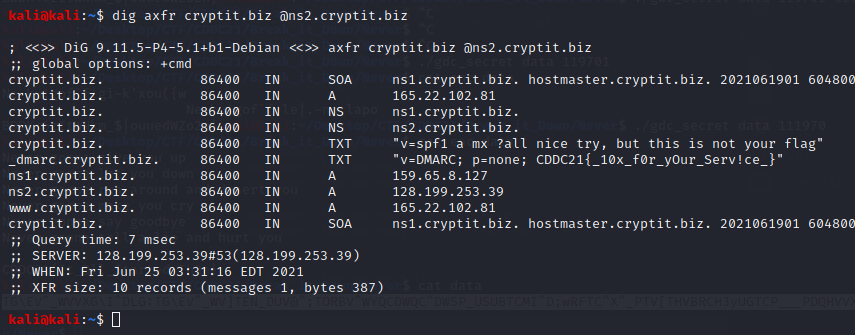 kali@kali:~$ dig axfr cryptit.biz @ns2.cryptit.biz
; <<>> DiG 9.11.5-P4-5.1+b1-Debian <<>> axfr cryptit.biz @ns2.cryptit.biz
;; global options: +cmd
cryptit.biz. 86400 IN SOA ns1.cryptit.biz. hostmaster.cryptit.biz. 2021061901 604800
cryptit.biz. 86400 IN A 165.22.102.81
cryptit.biz. 86400 IN NS ns1.cryptit.biz.
cryptit.biz. 86400 IN NS ns2.cryptit.biz.
cryptit.biz. 86400 IN TXT "v=spf1 a mx ?all nice try, but this is not your flag"
_dmarc.cryptit.biz. 86400 IN TXT "v=DMARC; p=none; CDDC21{_10x_f0r_yOur_Serv!ce_}"
ns1.cryptit.biz. 86400 IN A 159.65.8.127
ns2.cryptit.biz. 86400 IN A 128.199.253.39
www.cryptit.biz. 86400 IN A 165.22.102.81
cryptit.biz. 86400 IN SOA ns1.cryptit.biz. hostmaster.cryptit.biz. 2021061901 604800
;; Query time: 7 msec
;; SERVER: 128.199.253.39#53(128.199.253.39)
;; WHEN: Fri Jun 25 03:31:16 EDT 2021
;; XFR size: 10 records (messages 1, bytes 387)
kali@kali:~$